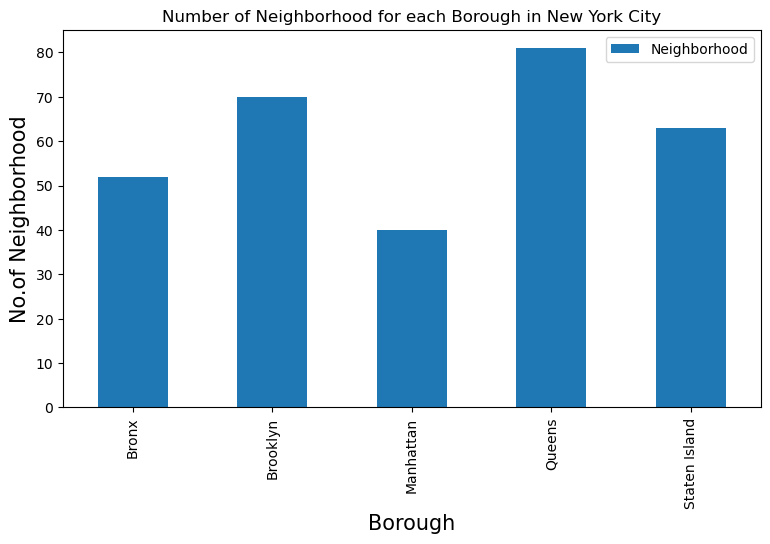 Number of Neighborhood for each Borough in New York City
Neighborhood
No.of Neighborhood
80
70
60
50
40
30
20
10
0
Bronx
Brooklyn
Manhattan
Queens
Staten Island
Borough